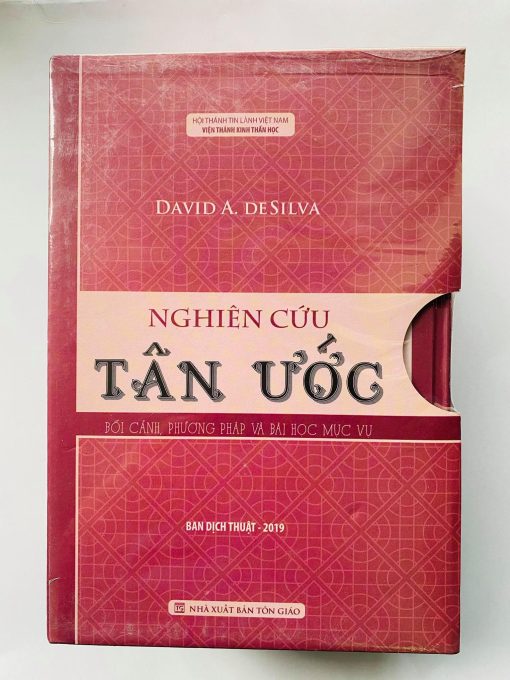 HỘI THÁNH TIN LÀNH VIỆT NAM
VIỆN THÁNH KINH THẦN HỌC
DAVID A. DESILVA
NGHIÊN CỨU
TÂN ƯỚC
BỐI CẢNH, PHƯƠNG PHÁP VÀ BÀI HỌC MỤC VỤ
BAN DỊCH THUẬT - 2019
NHÀ XUẤT BẢN TÔN GIÁO